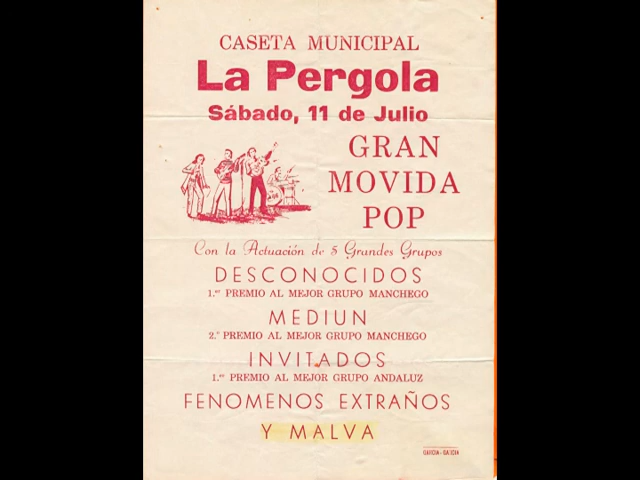 CASETA MUNICIPAL
La Pergola
Sábado, 11 de Julio
GRAN
MOVIDA
POP
Con la Actuación de 5 Grandes Grupos
DESCONOCIDOS
1.er PREMIO AL MEJOR GRUPO MANCHEGO
MEDIUN
2.º PREMIO AL MEJOR GRUPO MANCHEGO
INVITADOS
1.er PREMIO AL MEJOR GRUPO ANDALUZ
FENOMENOS EXTRAÑOS
Y MALVA